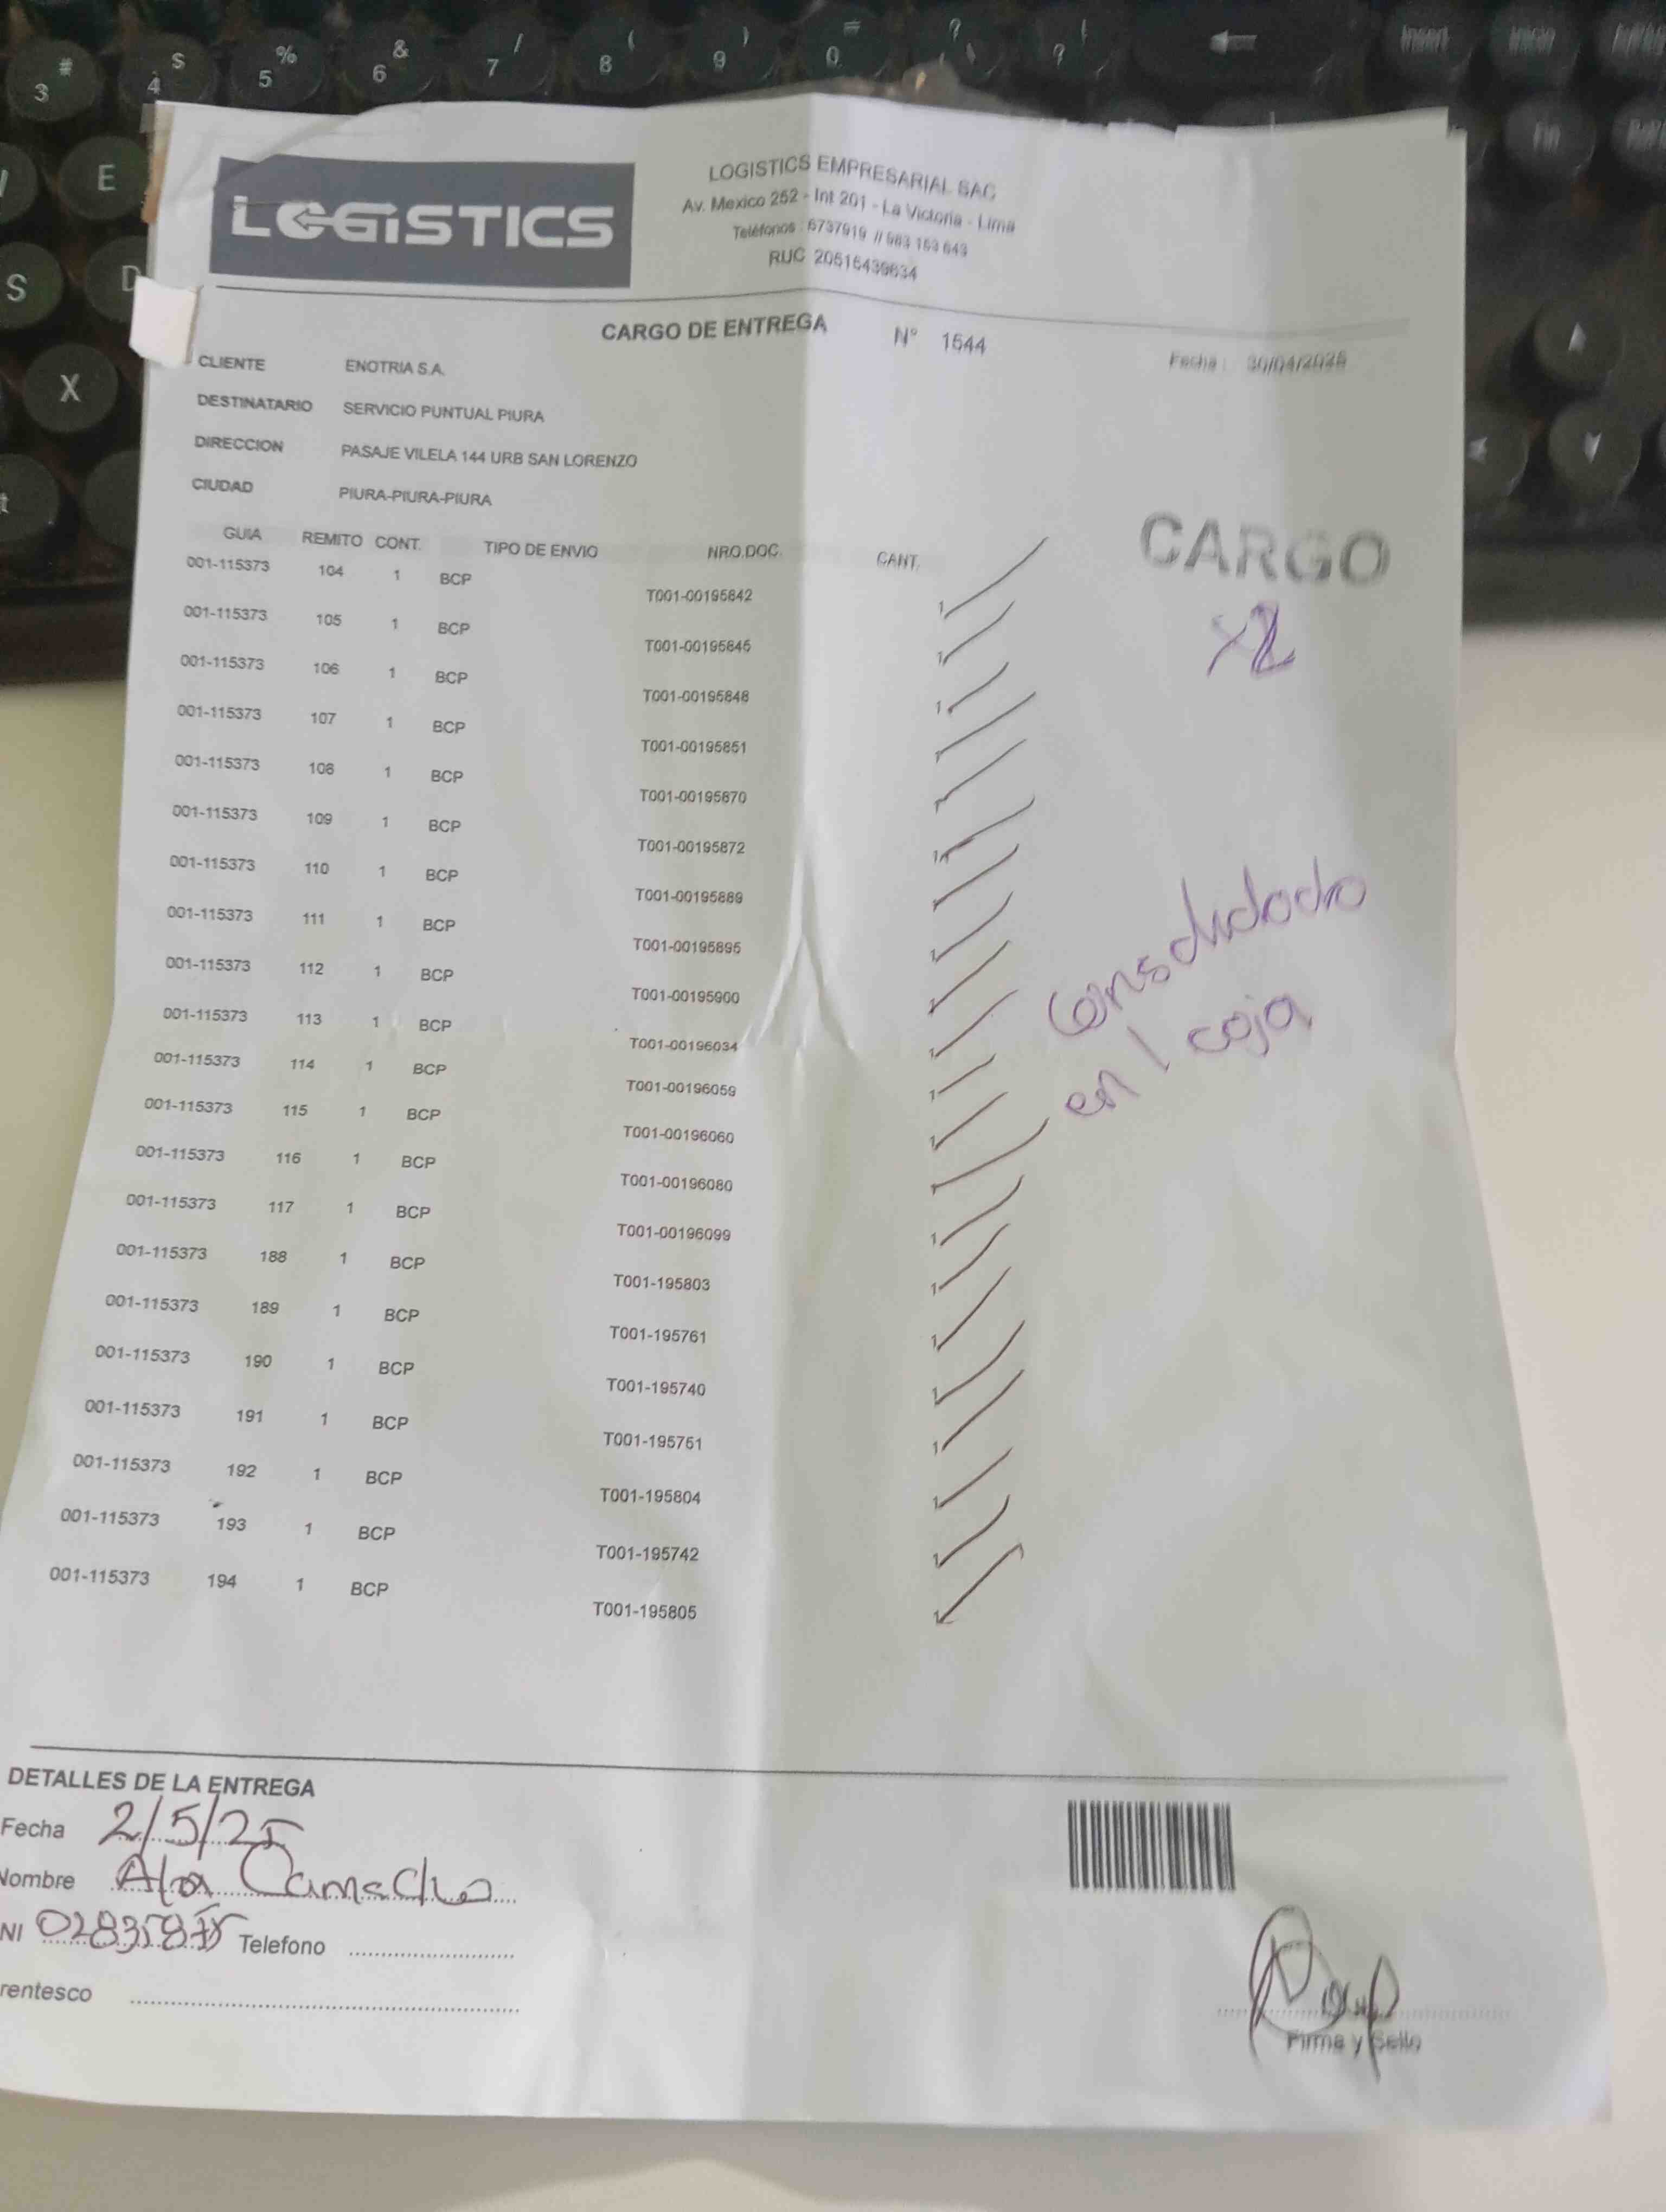 LOGISTICS
LOGISTICS EMPRESARIAL SAC
Av. Mexico 252 - Int 201 - La Victoria - Lima
Teléfonos : 6737919 // 983 163 643
RUC 20515439634
CARGO DE ENTREGA N° 1544
Fecha : 30/04/2025
CLIENTE ENOTRIA S.A.
DESTINATARIO SERVICIO PUNTUAL PIURA
DIRECCION PASAJE VILELA 144 URB SAN LORENZO
CIUDAD PIURA-PIURA-PIURA
GUIA REMITO CONT. TIPO DE ENVIO NRO.DOC. CANT.
CARGO
x2
001-115373 104 1 BCP T001-00195842 1
001-115373 105 1 BCP T001-00195845 1
001-115373 106 1 BCP T001-00195848 1
001-115373 107 1 BCP T001-00195851 1
001-115373 108 1 BCP T001-00195870 1
001-115373 109 1 BCP T001-00195872 1
001-115373 110 1 BCP T001-00195889 1
001-115373 111 1 BCP T001-00195895 1
001-115373 112 1 BCP T001-00195900 1
001-115373 113 1 BCP T001-00196034 1
001-115373 114 1 BCP T001-00196059 1
001-115373 115 1 BCP T001-00196060 1
001-115373 116 1 BCP T001-00196080 1
001-115373 117 1 BCP T001-00196099 1
001-115373 188 1 BCP T001-195803 1
001-115373 189 1 BCP T001-195761 1
001-115373 190 1 BCP T001-195740 1
001-115373 191 1 BCP T001-195751 1
001-115373 192 1 BCP T001-195804 1
001-115373 193 1 BCP T001-195742 1
001-115373 194 1 BCP T001-195805 1
Consolidado
en 1 caja
DETALLES DE LA ENTREGA
Fecha 2/5/25
Nombre Camacho
NI Telefono
rentesco
Firma y Sello